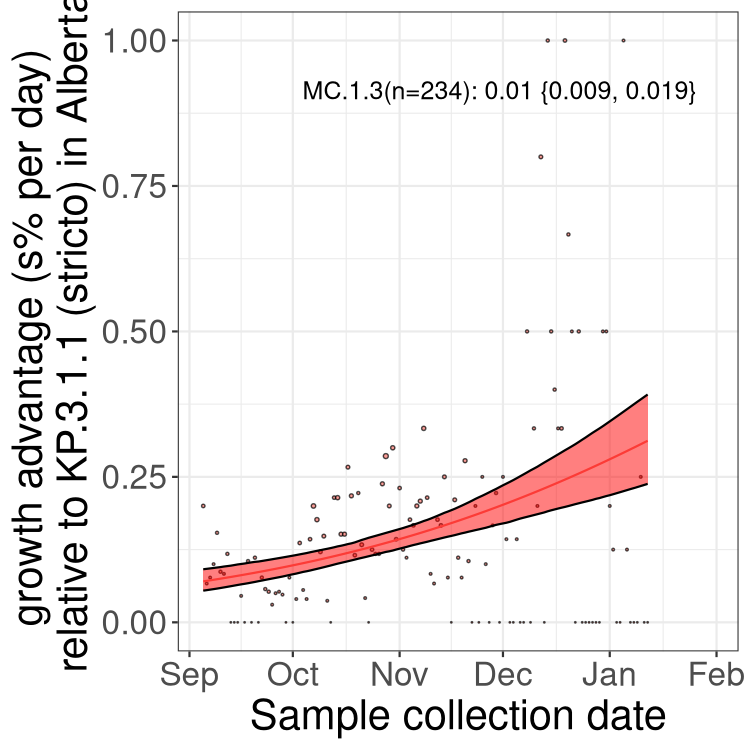 growth advantage (s% per day)
relative to KP.3.1.1 (stricto) in Alberta
1.00
0.75
0.50
0.25
0.00
MC.1.3(n=234): 0.01 {0.009, 0.019}
Sep Oct Nov Dec Jan Feb
Sample collection date